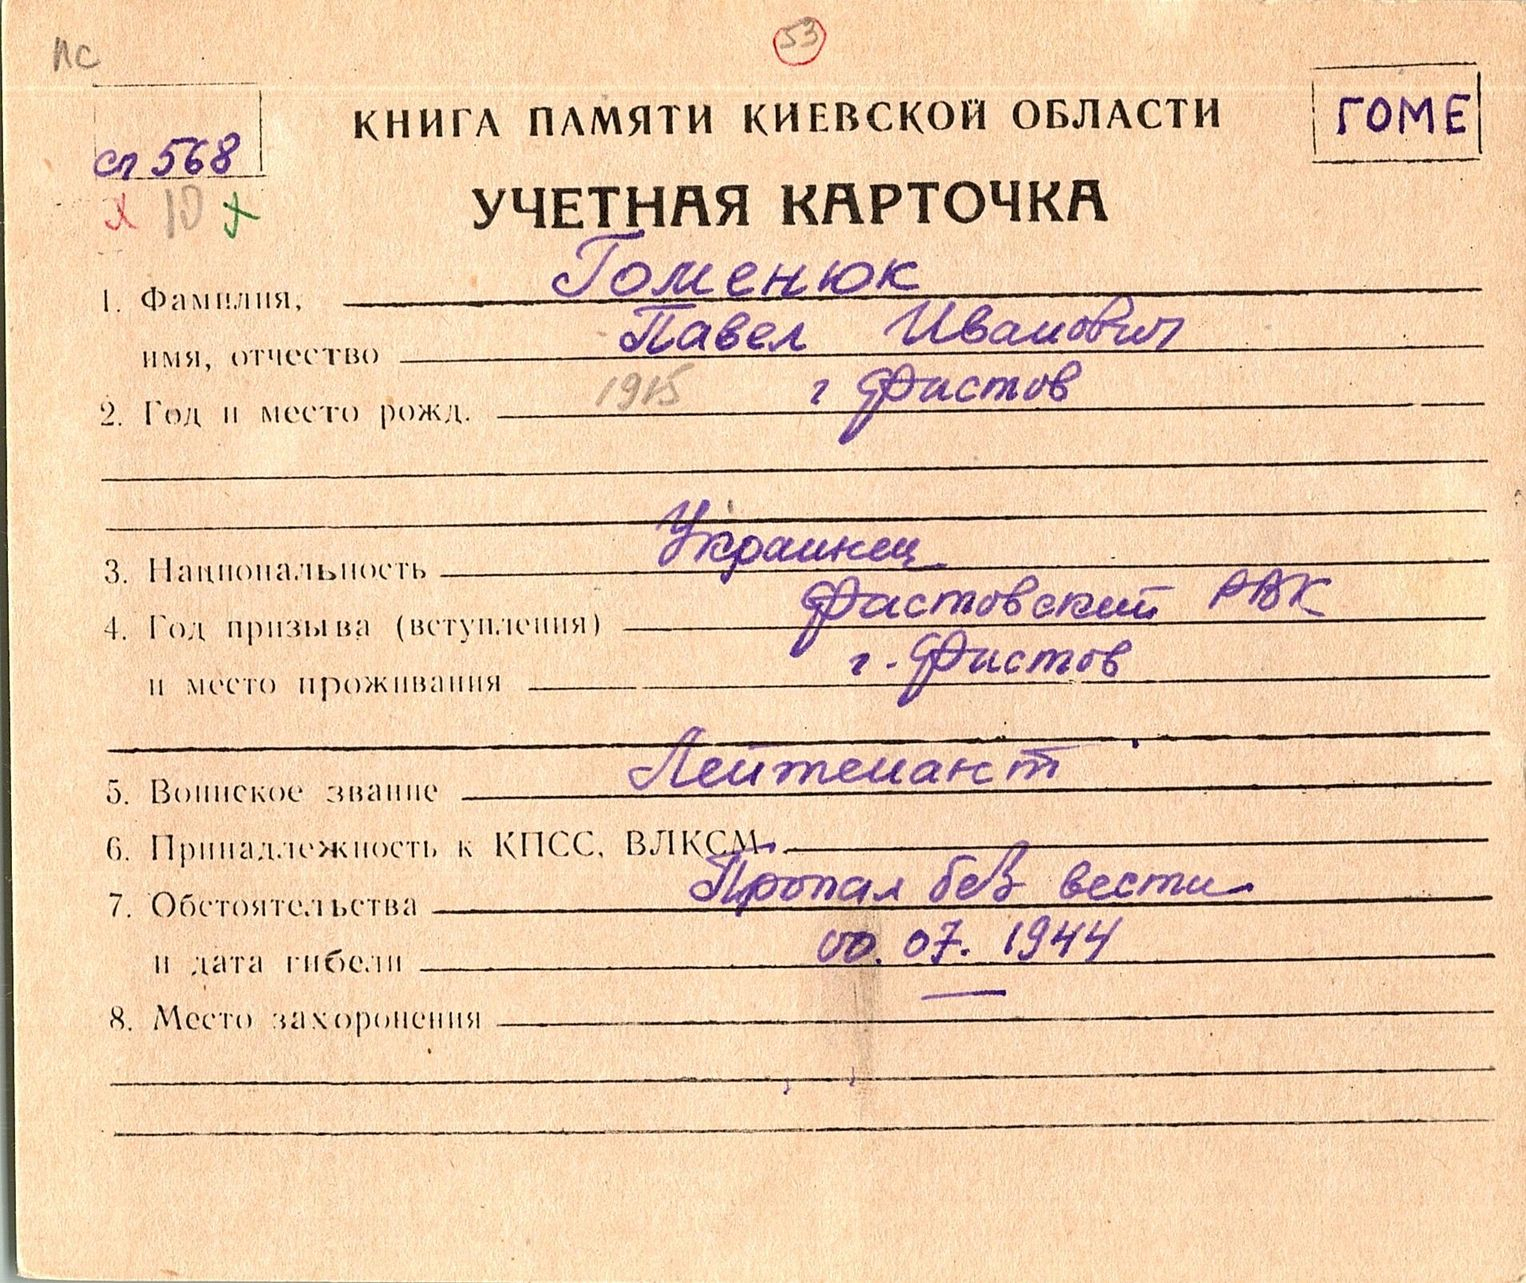 ПС
53
сп 568
КНИГА ПАМЯТИ КИЕВСКОЙ ОБЛАСТИ
ГОМЕ
х 10 +
УЧЕТНАЯ КАРТОЧКА
1. Фамилия, Гоменюк
имя, отчество Павел Иванович
2. Год и место рожд. 1915 г Фастов
3. Национальность Украинец
4. Год призыва (вступления) Фастовский РВК
и место проживания г. Фастов
5. Воинское звание Лейтенант
6. Принадлежность к КПСС, ВЛКСМ
7. Обстоятельства Пропал без вести
и дата гибели 00.07.1944
8. Место захоронения —